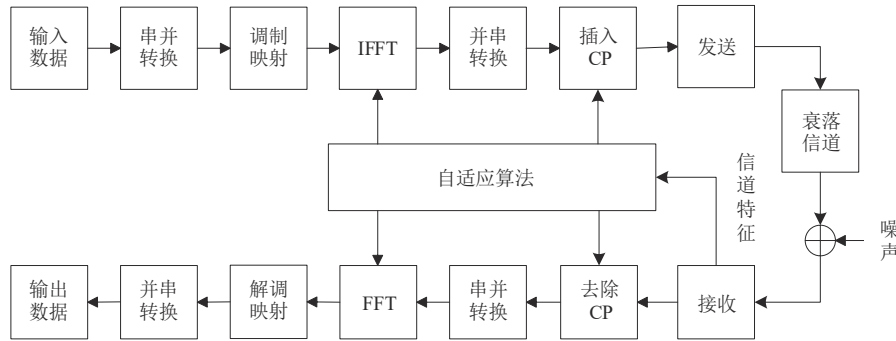 输入
数据
串并
转换
调制
映射
IFFT
并串
转换
插入
CP
发送
衰落
信道
自适应算法
信
道
特
征
噪
声
输出
数据
并串
转换
解调
映射
FFT
串并
转换
去除
CP
接收